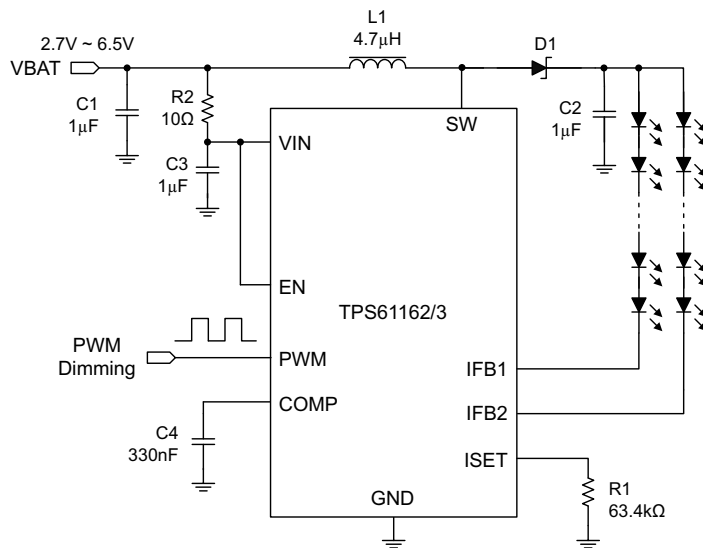 L1
4.7μH
D1
2.7V ~ 6.5V
VBAT
C1
1μF
R2
10Ω
C2
1μF
SW
VIN
C3
1μF
EN
TPS61162/3
PWM
Dimming
PWM
IFB1
COMP
IFB2
C4
330nF
ISET
R1
63.4kΩ
GND